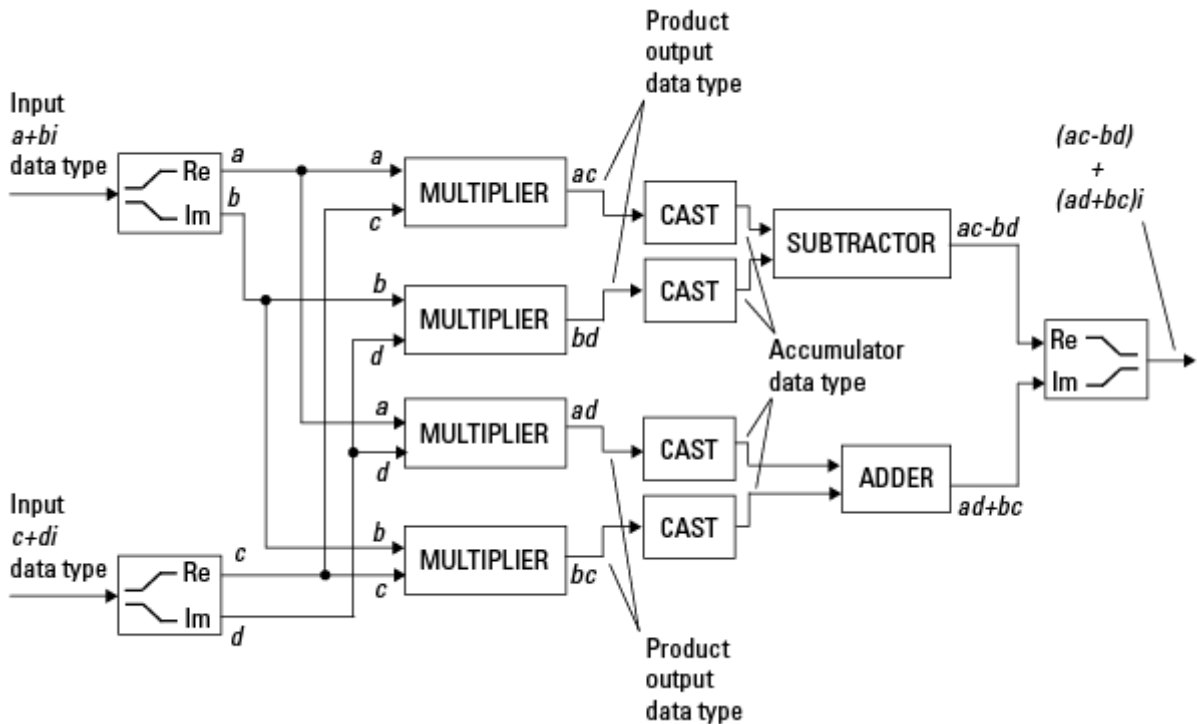 Product
output
data type
Input
a+bi
data type
(ac-bd)
+
(ad+bc)i
Re
Im
a
b
a
c
MULTIPLIER
ac
CAST
SUBTRACTOR
ac-bd
b
d
MULTIPLIER
bd
CAST
Re
Im
Accumulator
data type
a
d
MULTIPLIER
ad
CAST
ADDER
ad+bc
Input
c+di
data type
Re
Im
c
d
b
c
MULTIPLIER
bc
CAST
Product
output
data type